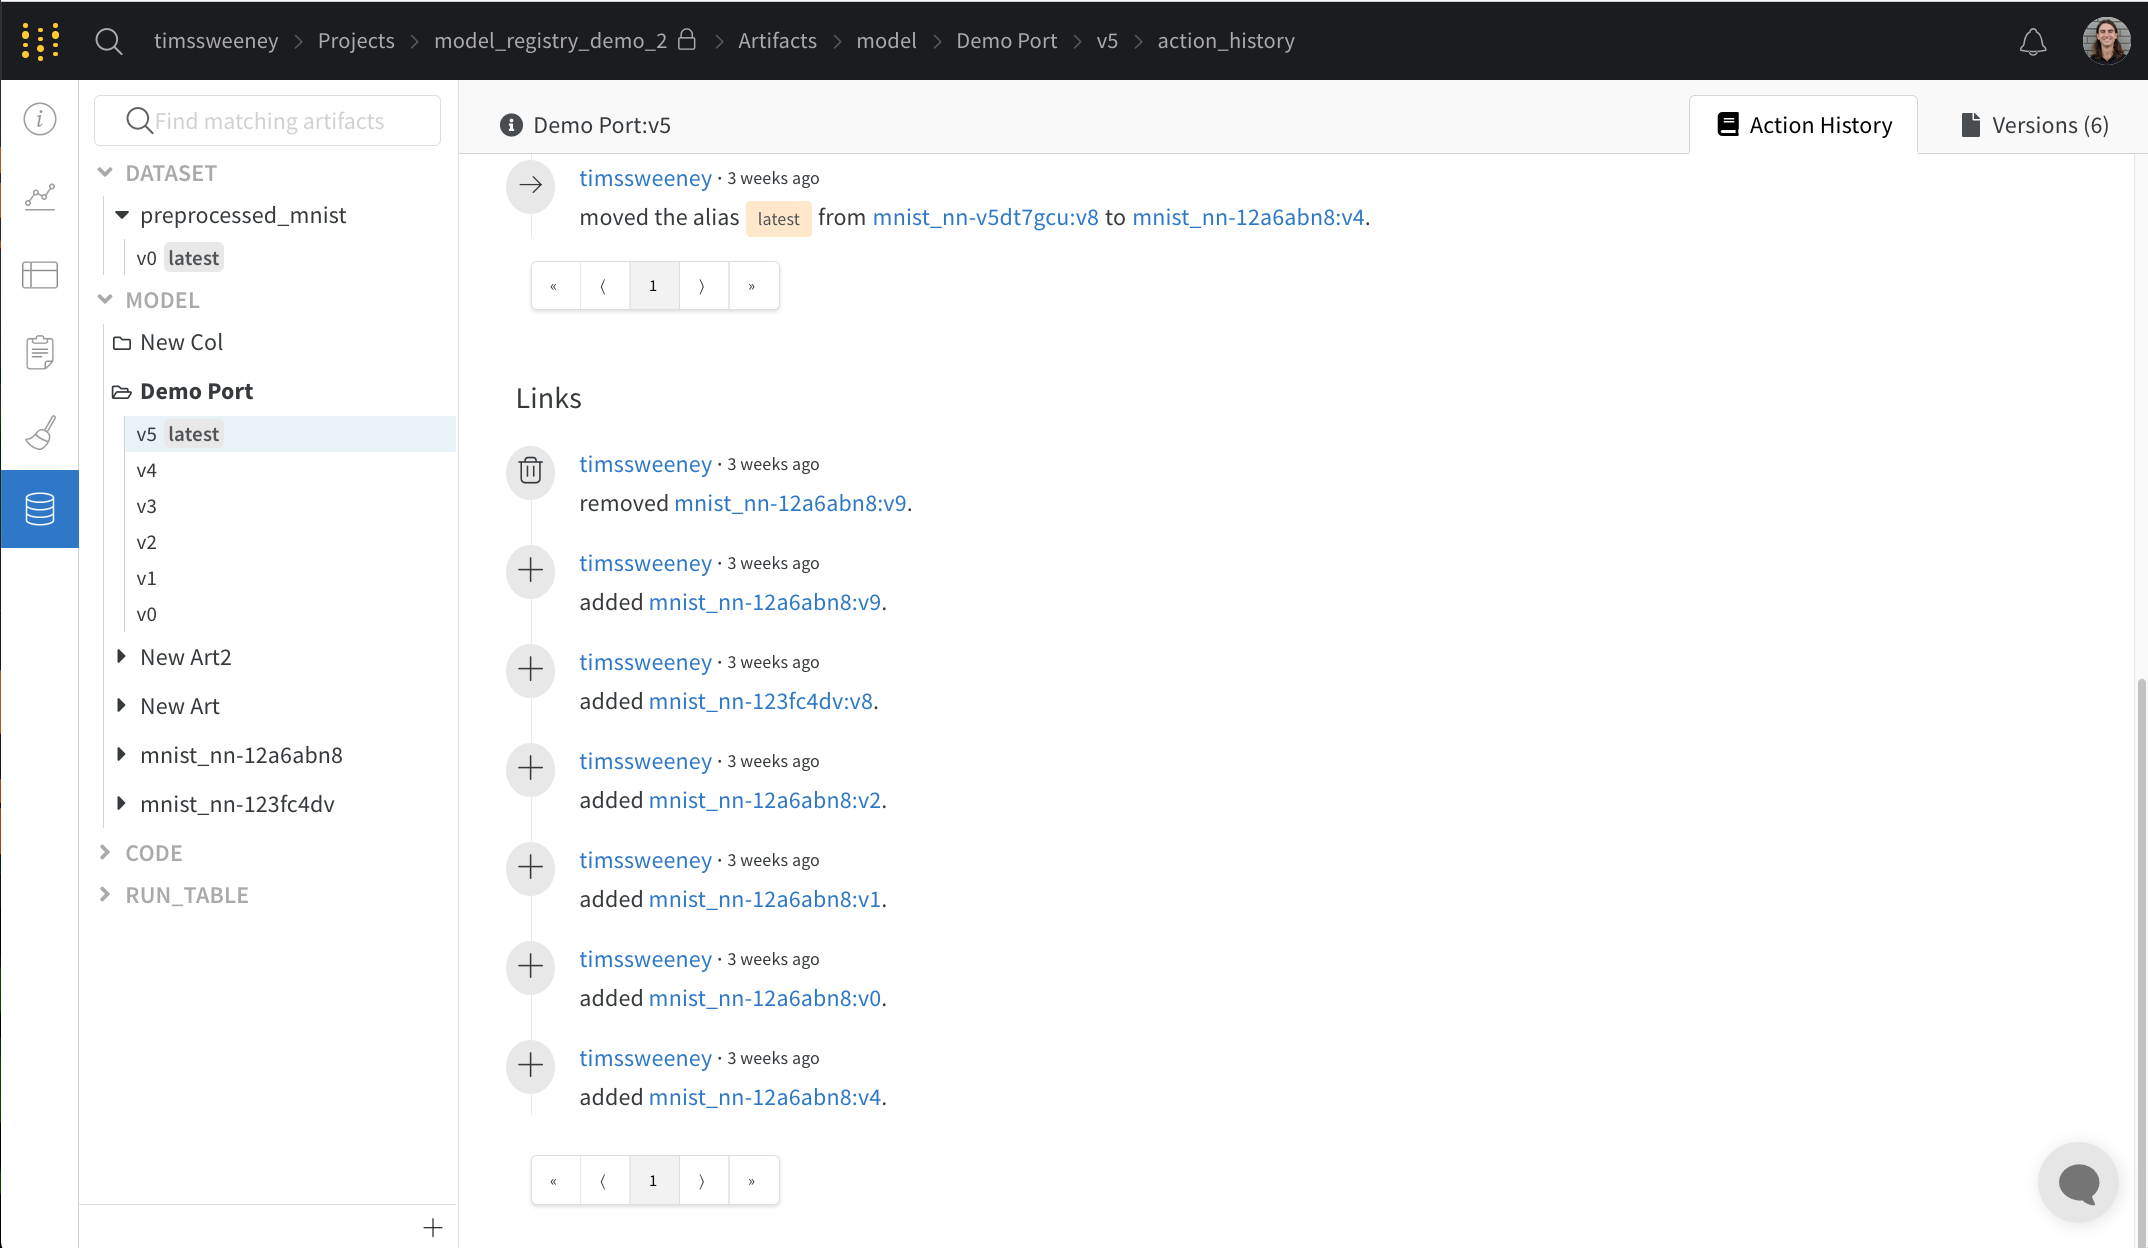 timssweeney > Projects > model_registry_demo_2 > Artifacts > model > Demo Port > v5 > action_history
Find matching artifacts
DATASET
preprocessed_mnist
v0 latest
MODEL
New Col
Demo Port
v5 latest
v4
v3
v2
v1
v0
New Art2
New Art
mnist_nn-12a6abn8
mnist_nn-123fc4dv
CODE
RUN_TABLE
Demo Port:v5
Action History
Versions (6)
timssweeney · 3 weeks ago
moved the alias latest from mnist_nn-v5dt7gcu:v8 to mnist_nn-12a6abn8:v4.
« ⟨ 1 ⟩ »
Links
timssweeney · 3 weeks ago
removed mnist_nn-12a6abn8:v9.
timssweeney · 3 weeks ago
added mnist_nn-12a6abn8:v9.
timssweeney · 3 weeks ago
added mnist_nn-123fc4dv:v8.
timssweeney · 3 weeks ago
added mnist_nn-12a6abn8:v2.
timssweeney · 3 weeks ago
added mnist_nn-12a6abn8:v1.
timssweeney · 3 weeks ago
added mnist_nn-12a6abn8:v0.
timssweeney · 3 weeks ago
added mnist_nn-12a6abn8:v4.
« ⟨ 1 ⟩ »